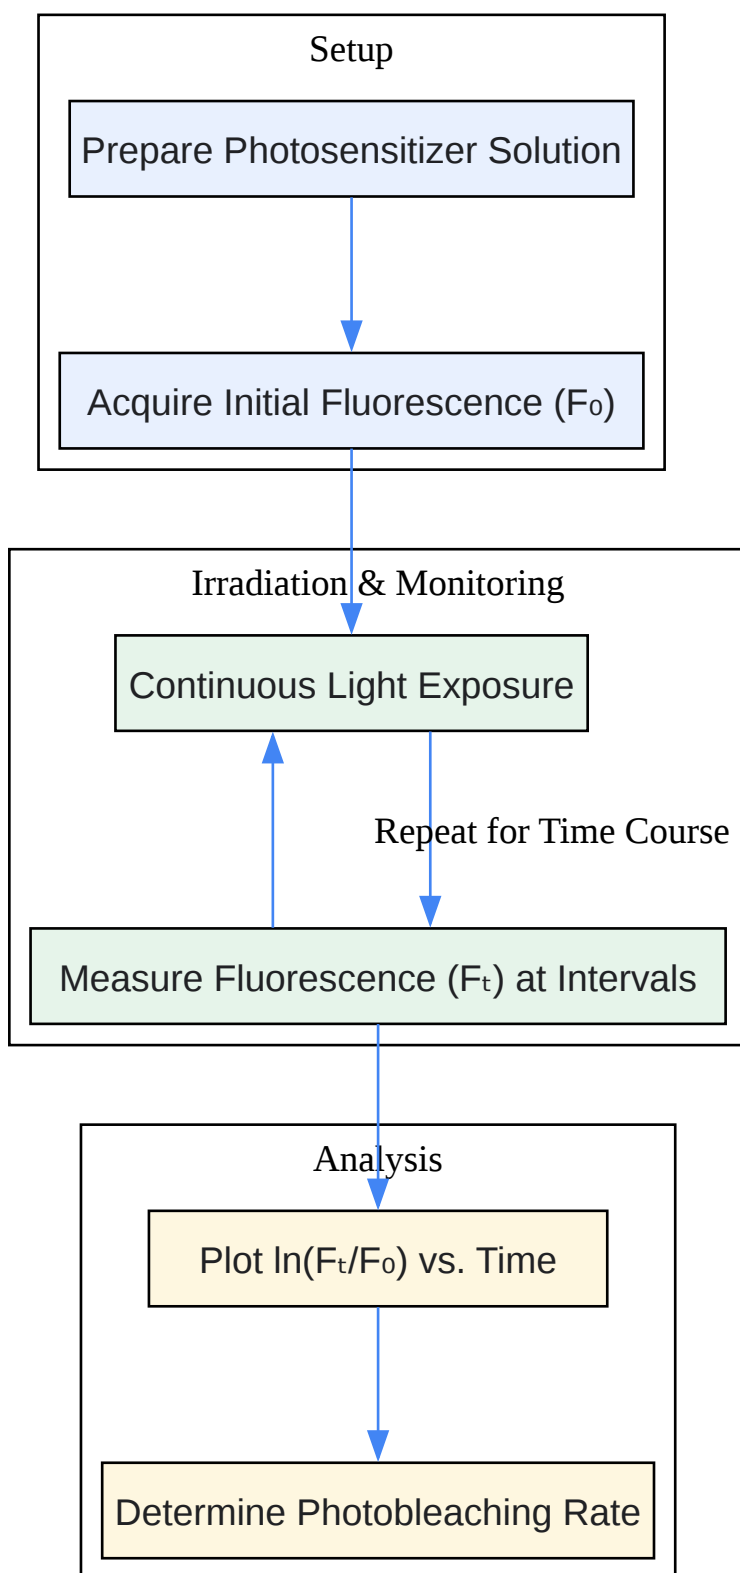 Setup
Prepare Photosensitizer Solution
Acquire Initial Fluorescence (F₀)
Irradiation & Monitoring
Continuous Light Exposure
Repeat for Time Course
Measure Fluorescence (Fₜ) at Intervals
Analysis
Plot ln(Fₜ/F₀) vs. Time
Determine Photobleaching Rate